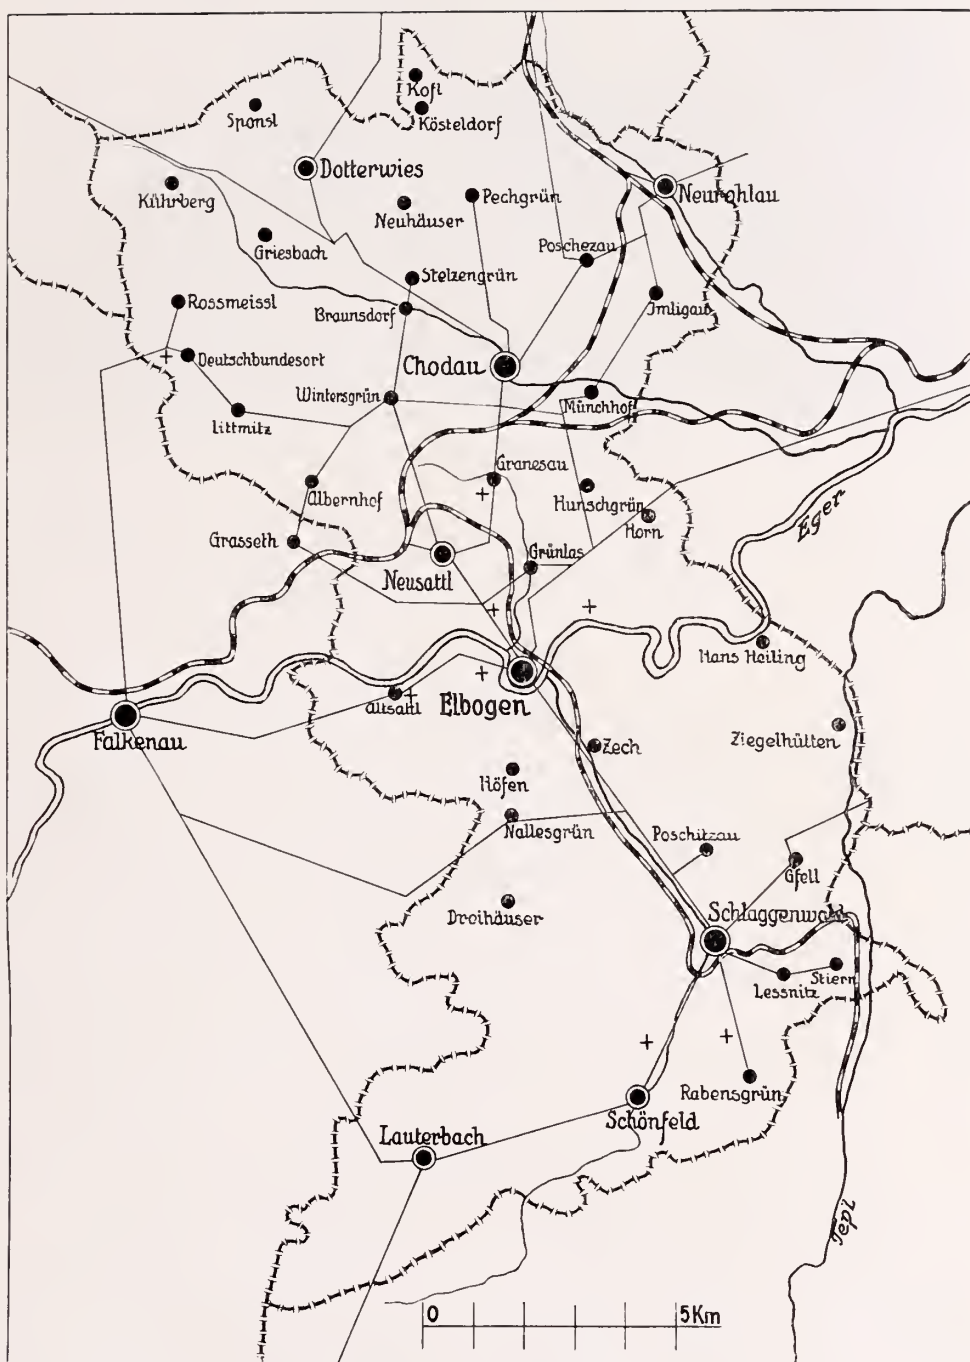 Kofl
Sponsl
Kösteldorf
Dotterwies
Kührberg
Neuhäuser
Pechgrün
Neurohlau
Griesbach
Poschezau
Stelzengrün
Rossmeissl
Braunsdorf
Jmligau
Deutschbundesort
Chodau
Wintersgrün
Münchhof
Littmitz
Granesau
Albernhof
Hunschgrün
Horn
Eger
Grasseth
Neusattl
Grünlas
Hans Heiling
Elbogen
Altsattl
Falkenau
Ziegelhütten
Zech
Höfen
Nallesgrün
Poschitzau
Gfell
Dreihäuser
Schlaggenwald
Lessnitz
Stiern
Rabensgrün
Schönfeld
Lauterbach
Tepl
0 5Km